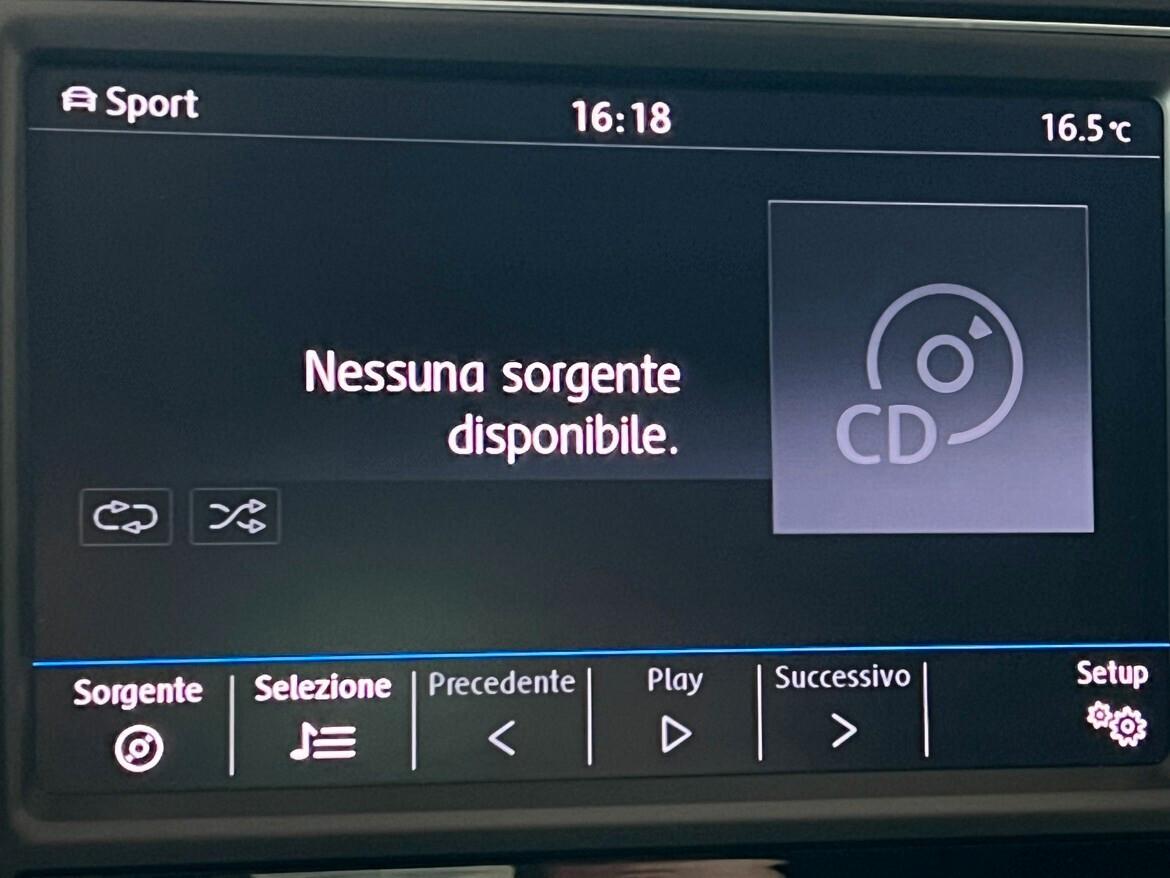 Sport
16:18
16.5°C
Nessuna sorgente
disponibile.
CD
Sorgente
Selezione
Precedente
Play
Successivo
Setup